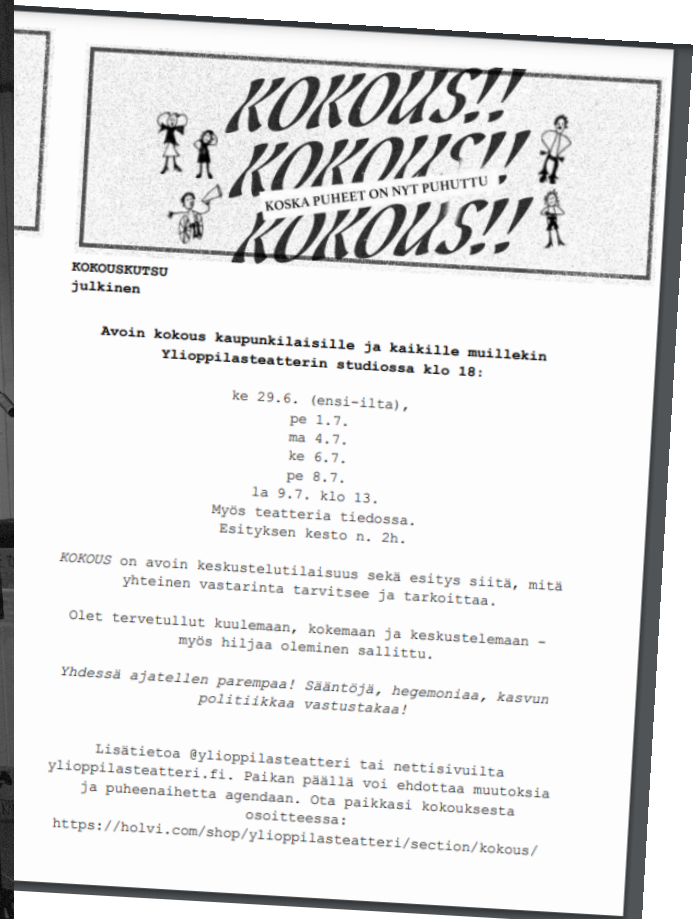 KOKOUS!!
KOKOUS!!
KOSKA PUHEET ON NYT PUHUTTU
KOKOUS!!
KOKOUSKUTSU
julkinen
Avoin kokous kaupunkilaisille ja kaikille muillekin
Ylioppilasteatterin studiossa klo 18:
ke 29.6. (ensi-ilta),
pe 1.7.
ma 4.7.
ke 6.7.
pe 8.7.
la 9.7. klo 13.
Myös teatteria tiedossa.
Esityksen kesto n. 2h.
KOKOUS on avoin keskustelutilaisuus sekä esitys siitä, mitä
yhteinen vastarinta tarvitsee ja tarkoittaa.
Olet tervetullut kuulemaan, kokemaan ja keskustelemaan –
myös hiljaa oleminen sallittu.
Yhdessä ajatellen parempaa! Sääntöjä, hegemoniaa, kasvun
politiikkaa vastustakaa!
Lisätietoa @ylioppilasteatteri tai nettisivuilta
ylioppilasteatteri.fi. Paikan päällä voi ehdottaa muutoksia
ja puheenaihetta agendaan. Ota paikkasi kokouksesta
osoitteessa:
https://holvi.com/shop/ylioppilasteatteri/section/kokous/